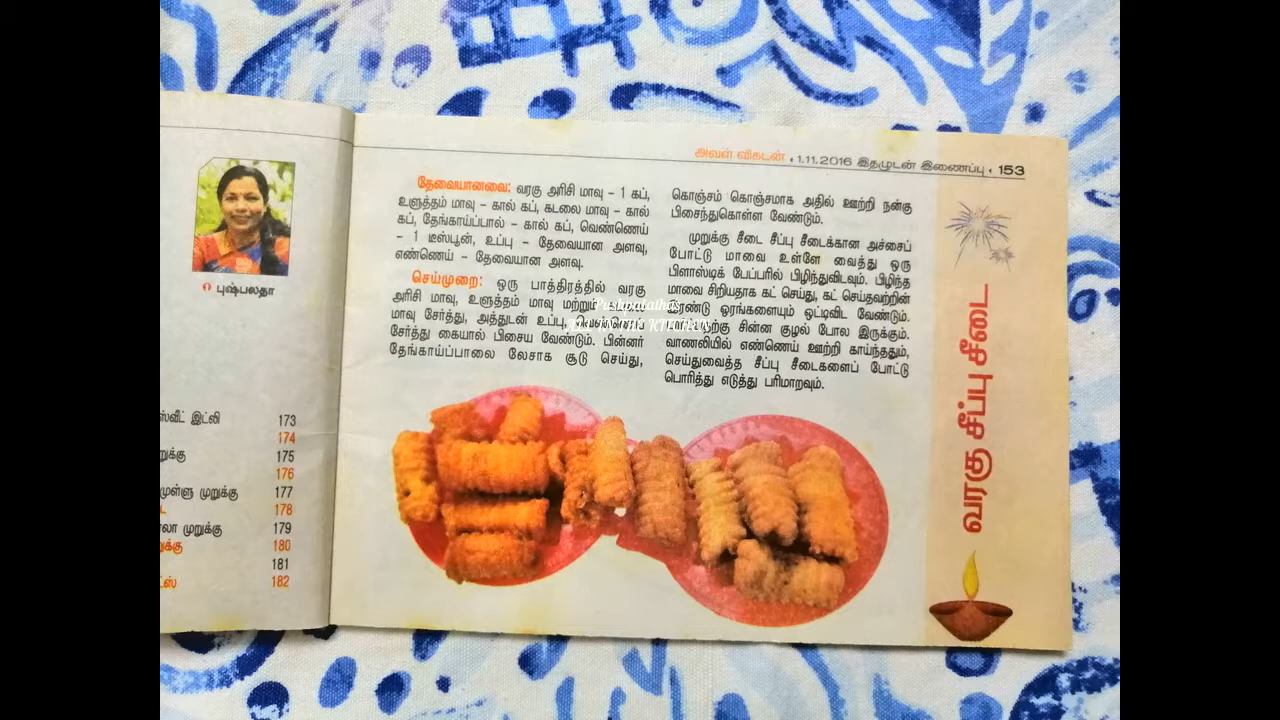 புஷ்பலதா
ஸ்வீட் இட்லி 173
174
175
176
முள்ளு முறுக்கு 177
178
முறுக்கு 179
180
181
182
அவள் விகடன் • 1.11.2016 இதழுடன் இணைப்பு • 153
தேவையானவை: வரகு அரிசி மாவு – 1 கப்,
உளுத்தம் மாவு – கால் கப், கடலை மாவு – கால்
கப், தேங்காய்ப்பால் – கால் கப், வெண்ணெய்
– 1 டீஸ்பூன், உப்பு – தேவையான அளவு,
எண்ணெய் – தேவையான அளவு.
செய்முறை: ஒரு பாத்திரத்தில் வரகு
அரிசி மாவு, உளுத்தம் மாவு மற்றும்
மாவு சேர்த்து, அத்துடன் உப்பு, வெண்ணெய்
சேர்த்து கையால் பிசைய வேண்டும். பின்னர்
தேங்காய்ப்பாலை லேசாக சூடு செய்து,
கொஞ்சம் கொஞ்சமாக அதில் ஊற்றி நன்கு
பிசைந்துகொள்ள வேண்டும்.
முறுக்கு சீடை சீப்பு சீடைக்கான அச்சைப்
போட்டு மாவை உள்ளே வைத்து ஒரு
பிளாஸ்டிக் பேப்பரில் பிழிந்துவிடவும். பிழிந்த
மாவை சிறியதாக கட் செய்து, கட் செய்தவற்றின்
இரண்டு ஓரங்களையும் ஒட்டிவிட வேண்டும்.
சின்ன குழல் போல இருக்கும்.
வாணலியில் எண்ணெய் ஊற்றி காய்ந்ததும்,
செய்துவைத்த சீப்பு சீடைகளைப் போட்டு
பொரித்து எடுத்து பரிமாறவும்.
வரகு சீப்பு சீடை